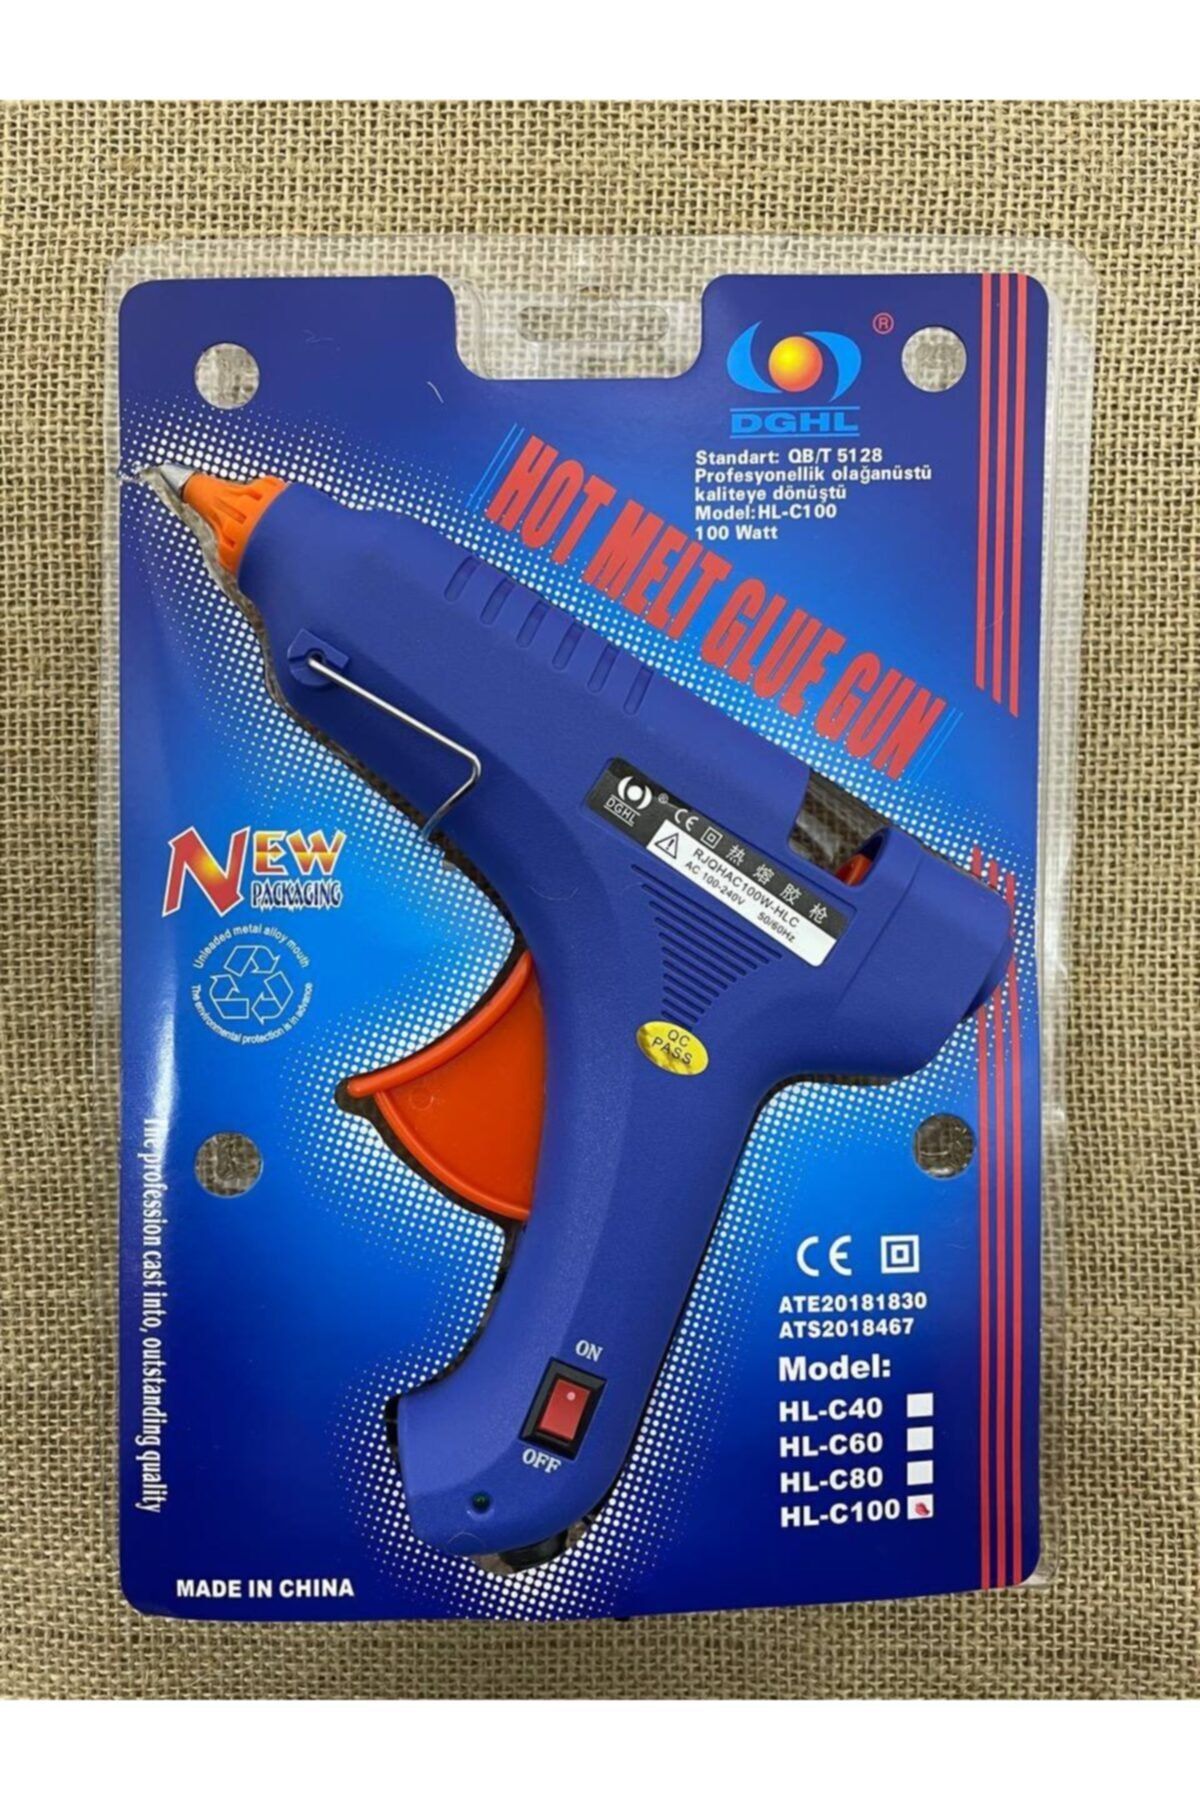 ®
DGHL
Standart: QB/T 5128
Profesyonellik olağanüstü
kaliteye dönüştü
Model:HL-C100
100 Watt
HOT MELT GLUE GUN
DGHL
® CE 热熔胶枪
RJQHAC100W-HLC
AC 100-240V 50/60Hz
NEW
PACKAGING
Unleaded metal alloy mouth
The environmental protection is in advance
QC
PASS
The profession cast into, outstanding quality
CE
ATE20181830
ATS2018467
Model:
HL-C40
HL-C60
HL-C80
HL-C100
ON
OFF
MADE IN CHINA